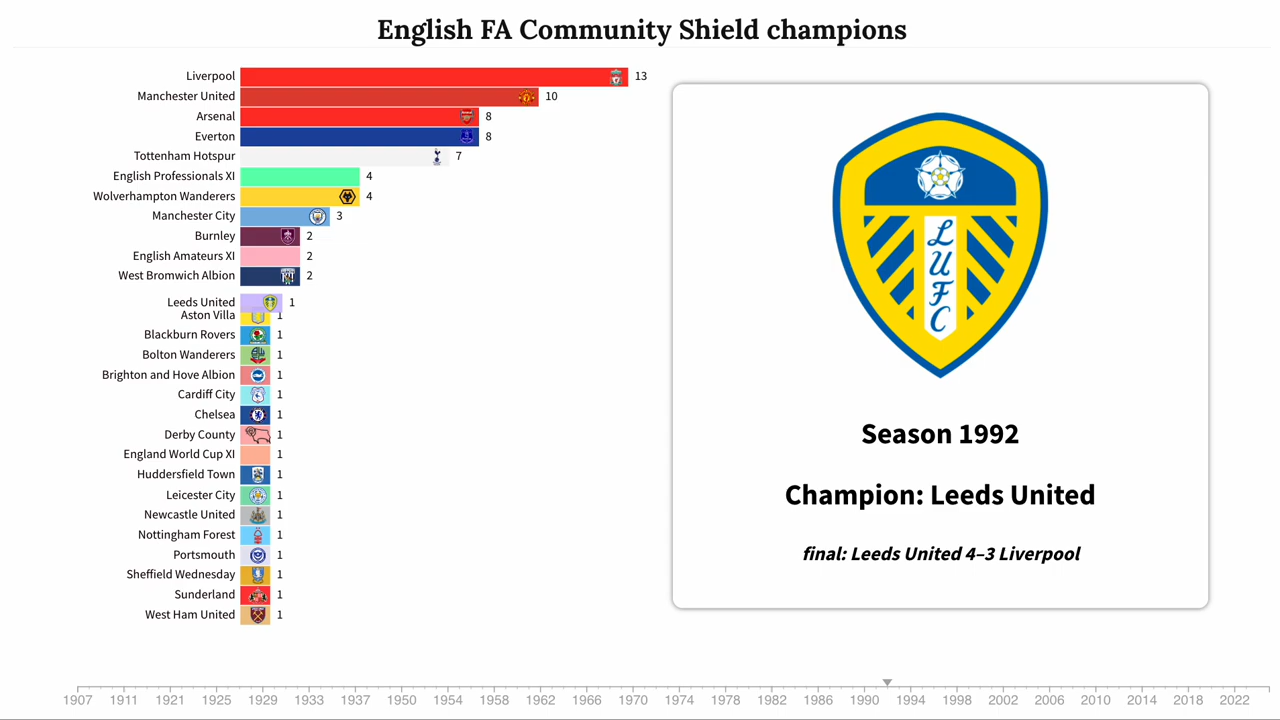 English FA Community Shield champions
Liverpool 13
Manchester United 10
Arsenal 8
Everton 8
Tottenham Hotspur 7
English Professionals XI 4
Wolverhampton Wanderers 4
Manchester City 3
Burnley 2
English Amateurs XI 2
West Bromwich Albion 2
Leeds United 1
Aston Villa 1
Blackburn Rovers 1
Bolton Wanderers 1
Brighton and Hove Albion 1
Cardiff City 1
Chelsea 1
Derby County 1
England World Cup XI 1
Huddersfield Town 1
Leicester City 1
Newcastle United 1
Nottingham Forest 1
Portsmouth 1
Sheffield Wednesday 1
Sunderland 1
West Ham United 1
L
U
F
C
Season 1992
Champion: Leeds United
final: Leeds United 4–3 Liverpool
1907 1911 1921 1925 1929 1933 1937 1950 1954 1958 1962 1966 1970 1974 1978 1982 1986 1990 1994 1998 2002 2006 2010 2014 2018 2022